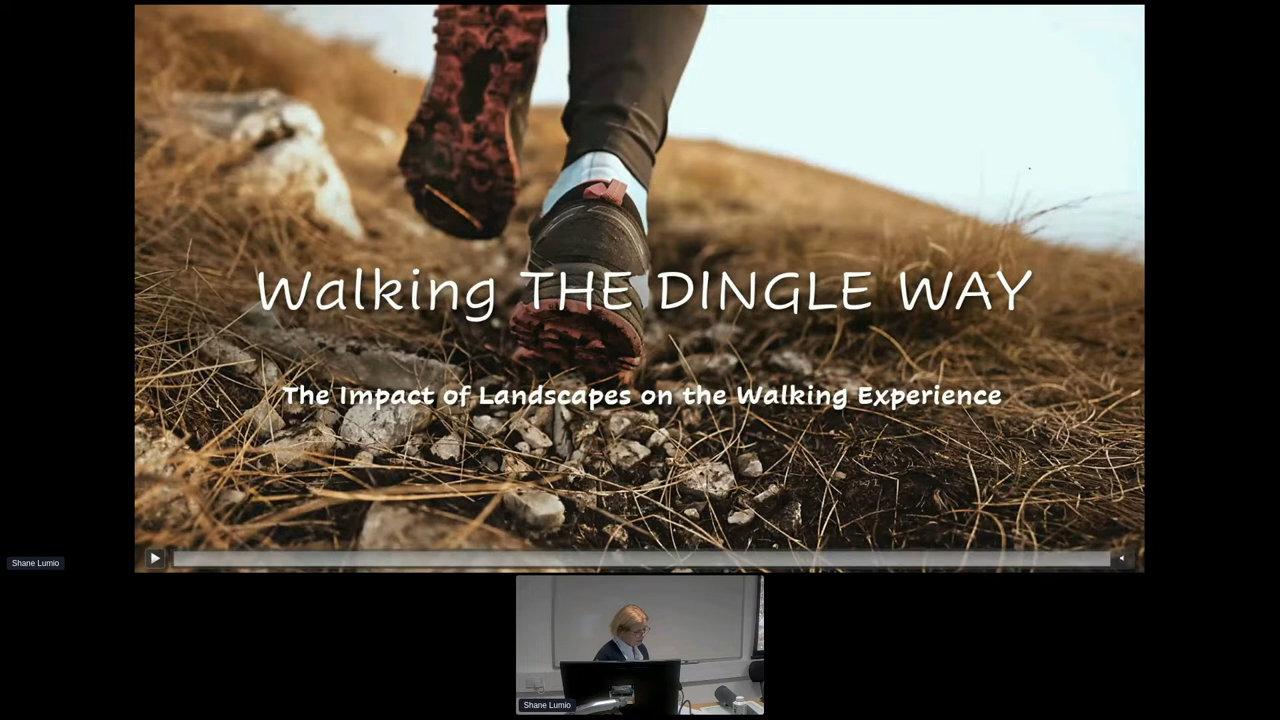 Walking THE DINGLE WAY
The Impact of Landscapes on the Walking Experience
Shane Lumio
Shane Lumio